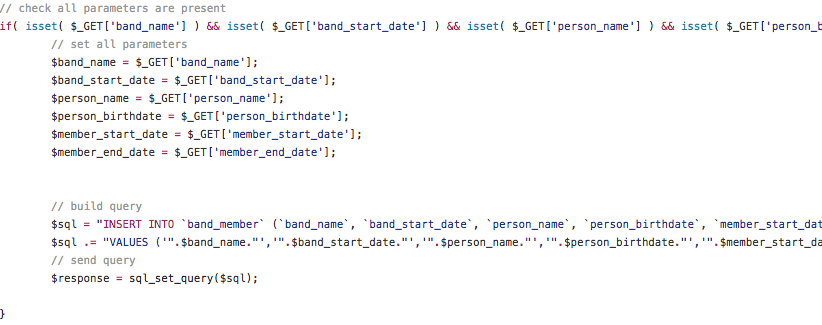 // check all parameters are present
if( isset( $_GET['band_name'] ) && isset( $_GET['band_start_date'] ) && isset( $_GET['person_name'] ) && isset( $_GET['person_b
// set all parameters
$band_name = $_GET['band_name'];
$band_start_date = $_GET['band_start_date'];
$person_name = $_GET['person_name'];
$person_birthdate = $_GET['person_birthdate'];
$member_start_date = $_GET['member_start_date'];
$member_end_date = $_GET['member_end_date'];
// build query
$sql = "INSERT INTO `band_member` (`band_name`, `band_start_date`, `person_name`, `person_birthdate`, `member_start_dat
$sql .= "VALUES ('".$band_name."','".$band_start_date."','".$person_name."','".$person_birthdate."','".$member_start_da
// send query
$response = sql_set_query($sql);
}